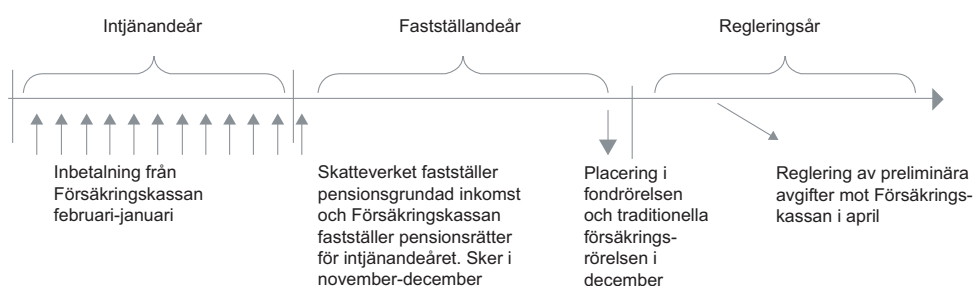 Intjänandeår
Fastställandeår
Regleringsår
Inbetalning från
Försäkringskassan
februari-januari
Skatteverket fastställer
pensionsgrundad inkomst
och Försäkringskassan
fastställer pensionsrätter
för intjänandeåret. Sker i
november-december
Placering i
fondrörelsen
och traditionella
försäkrings-
rörelsen i
december
Reglering av preliminära
avgifter mot Försäkrings-
kassan i april